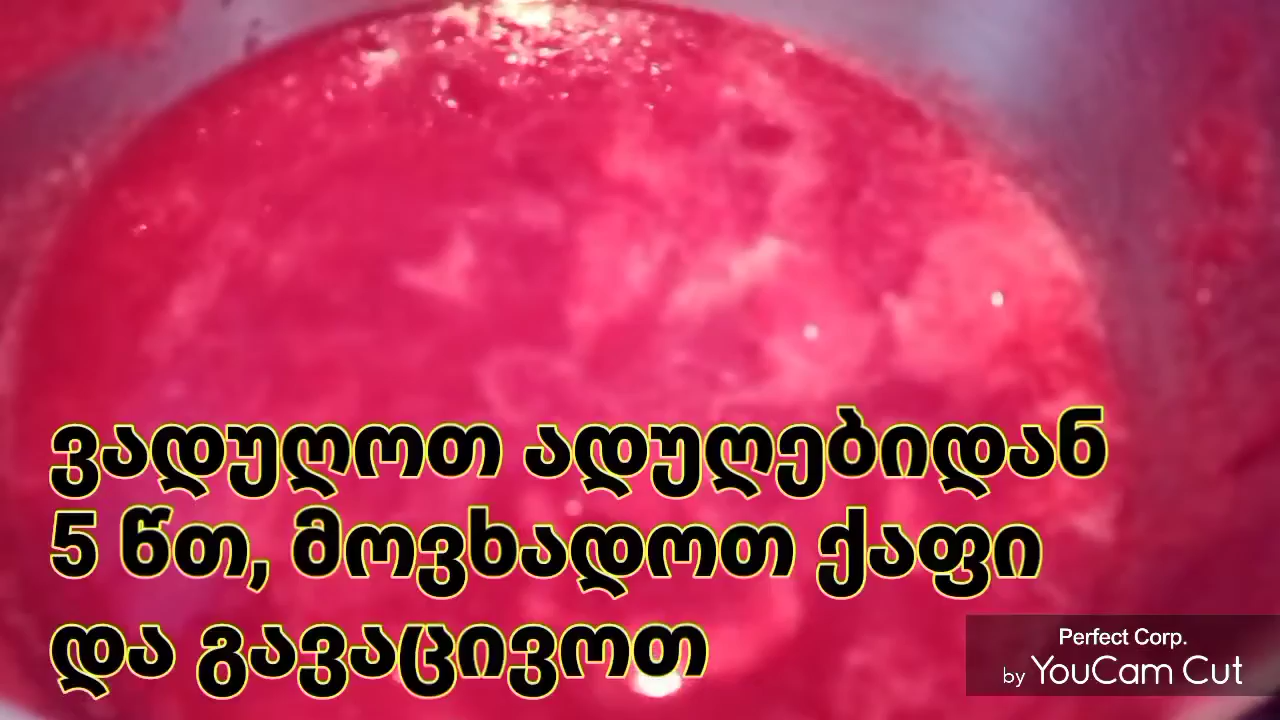 ვადუღოთ ადუღებიდან
5 წთ, მოვხადოთ ქაფი
და გავაცივოთ
Perfect Corp.
by YouCam Cut